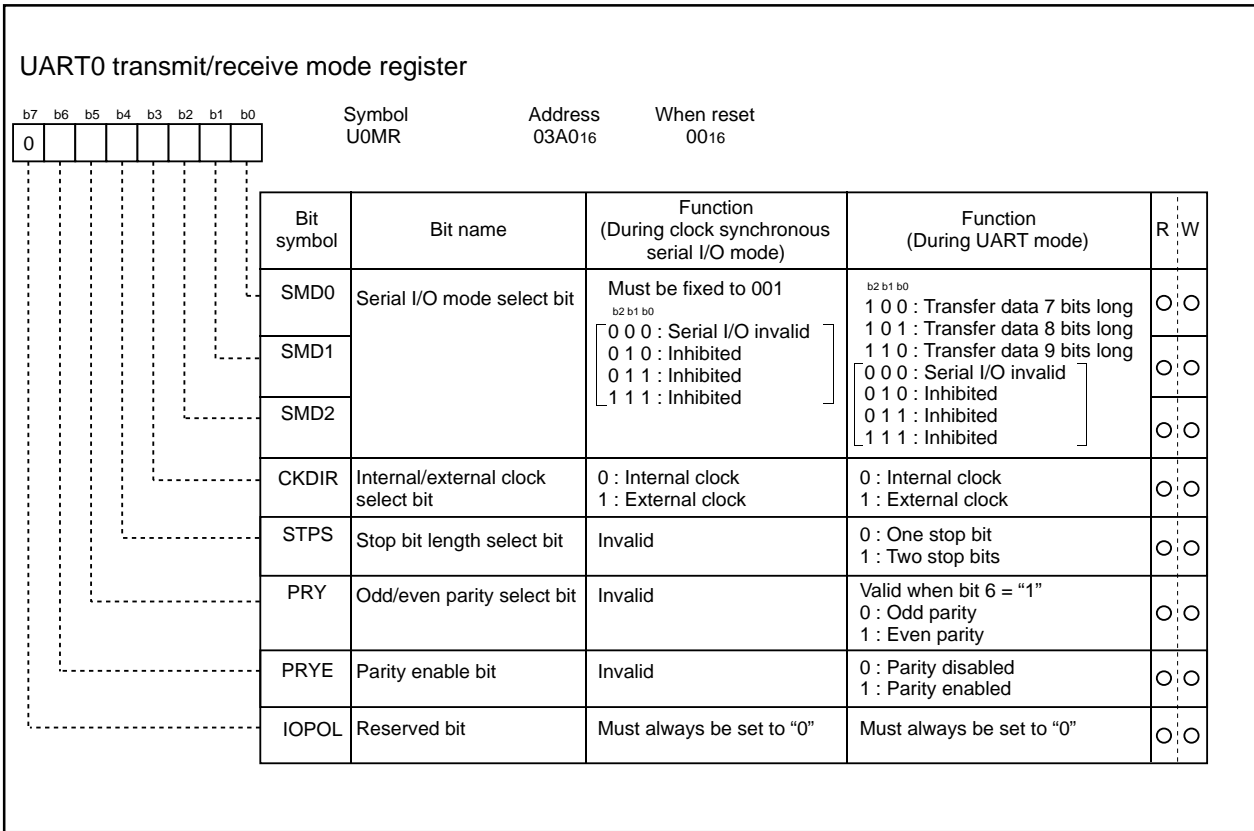 UART0 transmit/receive mode register
b7 b6 b5 b4 b3 b2 b1 b0
0
Symbol Address When reset
U0MR 03A016 0016
Bit symbol Bit name Function (During clock synchronous serial I/O mode) Function (During UART mode) R W
SMD0 Serial I/O mode select bit
SMD1
SMD2
Must be fixed to 001
b2 b1 b0
0 0 0 : Serial I/O invalid
0 1 0 : Inhibited
0 1 1 : Inhibited
1 1 1 : Inhibited
b2 b1 b0
1 0 0 : Transfer data 7 bits long
1 0 1 : Transfer data 8 bits long
1 1 0 : Transfer data 9 bits long
0 0 0 : Serial I/O invalid
0 1 0 : Inhibited
0 1 1 : Inhibited
1 1 1 : Inhibited
CKDIR Internal/external clock
select bit
0 : Internal clock
1 : External clock
0 : Internal clock
1 : External clock
STPS Stop bit length select bit Invalid
0 : One stop bit
1 : Two stop bits
PRY Odd/even parity select bit Invalid
Valid when bit 6 = “1”
0 : Odd parity
1 : Even parity
PRYE Parity enable bit Invalid
0 : Parity disabled
1 : Parity enabled
IOPOL Reserved bit Must always be set to “0” Must always be set to “0”